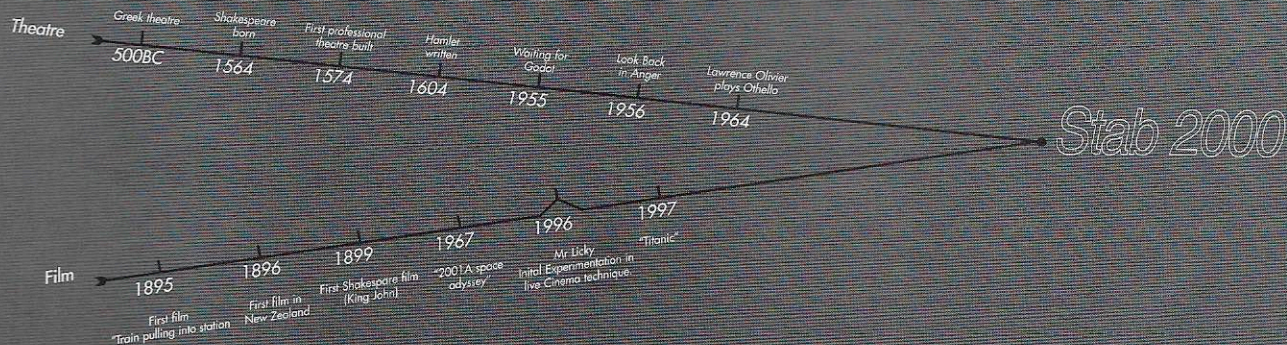 Theatre
Greek theatre
500BC
Shakespeare
born
1564
First professional
theatre built
1574
Hamlet
written
1604
Waiting for
Godot
1955
Look Back
in Anger
1956
Lawrence Olivier
plays Othello
1964
Stab 2000
Film
1895
First film
"Train pulling into station
1896
First film in
New Zealand
1899
First Shakespare film
(King John)
1967
"2001A space
odyssey"
1996
Mr Licky
Inital Experimentation in
live Cinema technique.
1997
"Titanic"